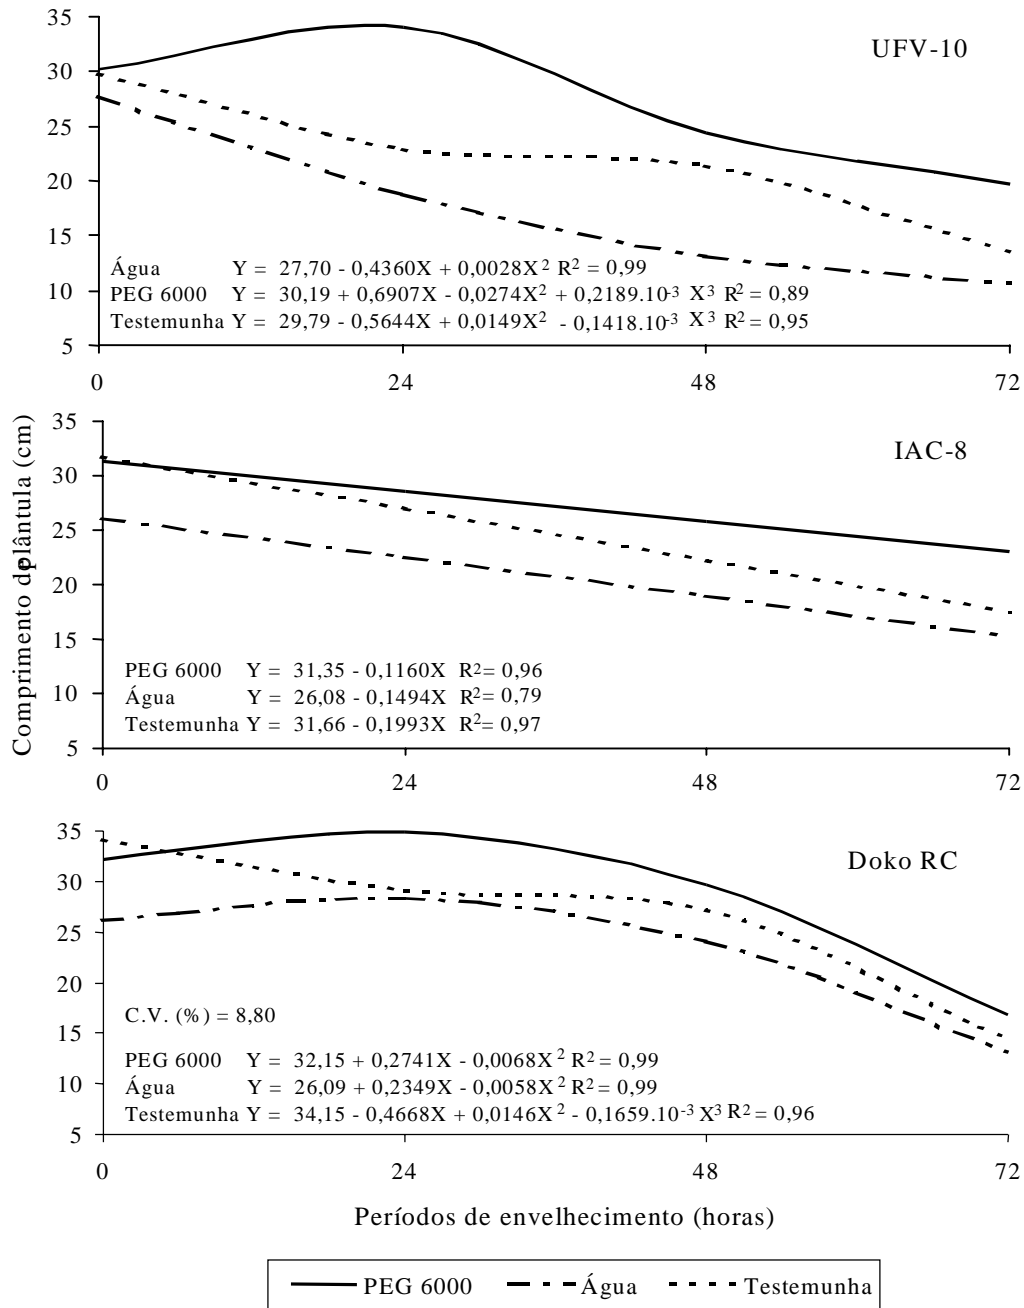 35
UFV-10
30
25
20
15
Água Y = 27,70 - 0,4360X + 0,0028X² R² = 0,99
10
PEG 6000 Y = 30,19 + 0,6907X - 0,0274X² + 0,2189.10⁻³ X³ R² = 0,89
Testemunha Y = 29,79 - 0,5644X + 0,0149X² - 0,1418.10⁻³ X³ R² = 0,95
5
0 24 48 72
Comprimento de plântula (cm)
35
IAC-8
30
25
20
15
PEG 6000 Y = 31,35 - 0,1160X R² = 0,96
10
Água Y = 26,08 - 0,1494X R² = 0,79
Testemunha Y = 31,66 - 0,1993X R² = 0,97
5
0 24 48 72
35
Doko RC
30
25
20
C.V. (%) = 8,80
15
PEG 6000 Y = 32,15 + 0,2741X - 0,0068X² R² = 0,99
10
Água Y = 26,09 + 0,2349X - 0,0058X² R² = 0,99
Testemunha Y = 34,15 - 0,4668X + 0,0146X² - 0,1659.10⁻³ X³ R² = 0,96
5
0 24 48 72
Períodos de envelhecimento (horas)
PEG 6000 Água Testemunha